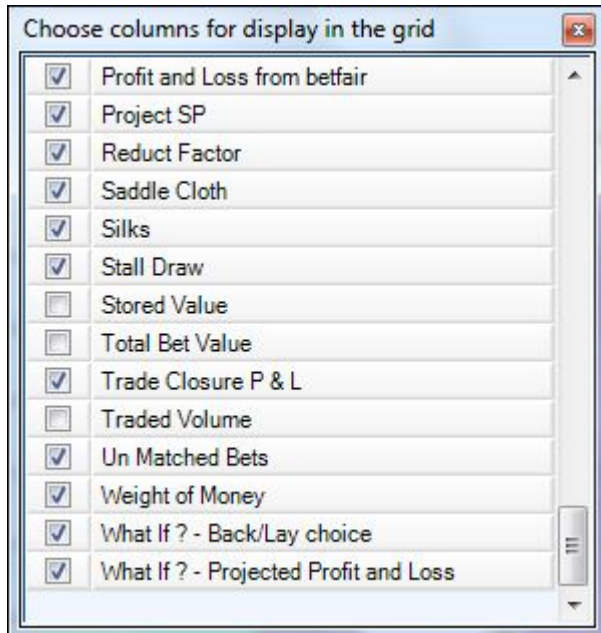 Choose columns for display in the grid
Profit and Loss from betfair
Project SP
Reduct Factor
Saddle Cloth
Silks
Stall Draw
Stored Value
Total Bet Value
Trade Closure P & L
Traded Volume
Un Matched Bets
Weight of Money
What If ? - Back/Lay choice
What If ? - Projected Profit and Loss